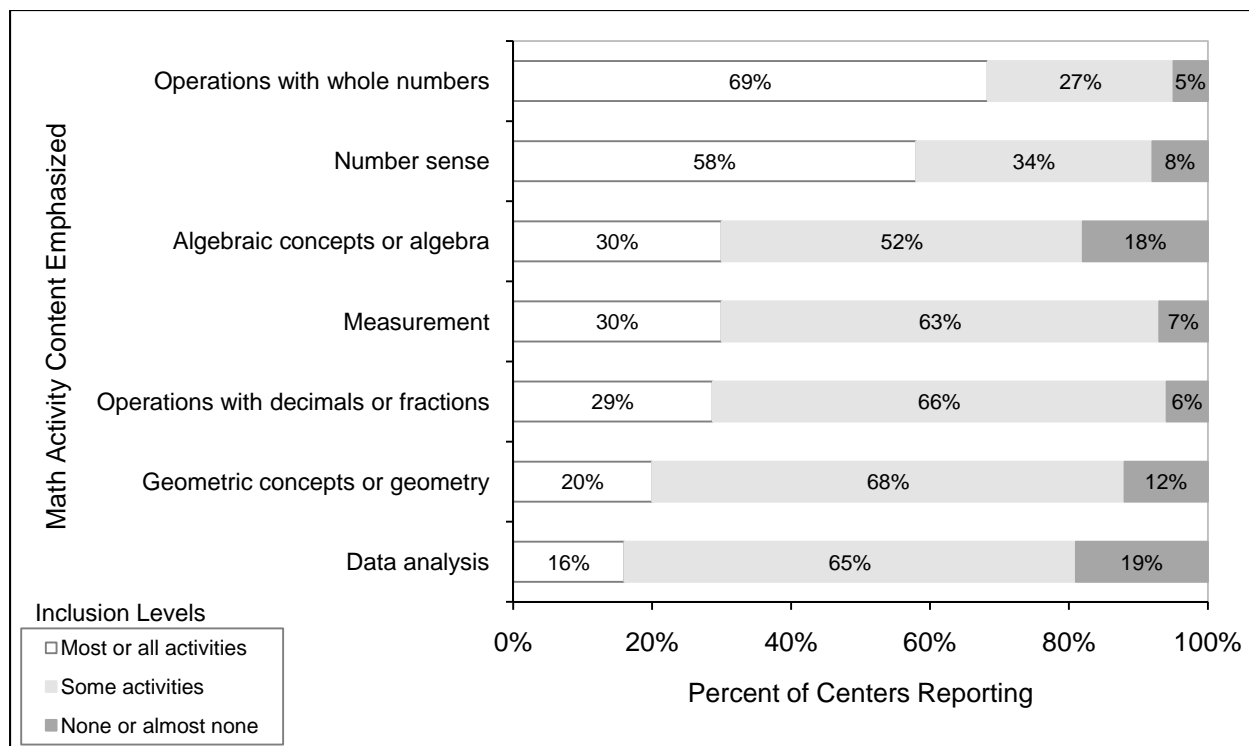 Math Activity Content Emphasized
Operations with whole numbers
69%
27%
5%
Number sense
58%
34%
8%
Algebraic concepts or algebra
30%
52%
18%
Measurement
30%
63%
7%
Operations with decimals or fractions
29%
66%
6%
Geometric concepts or geometry
20%
68%
12%
Data analysis
16%
65%
19%
0%
20%
40%
60%
80%
100%
Percent of Centers Reporting
Inclusion Levels
Most or all activities
Some activities
None or almost none